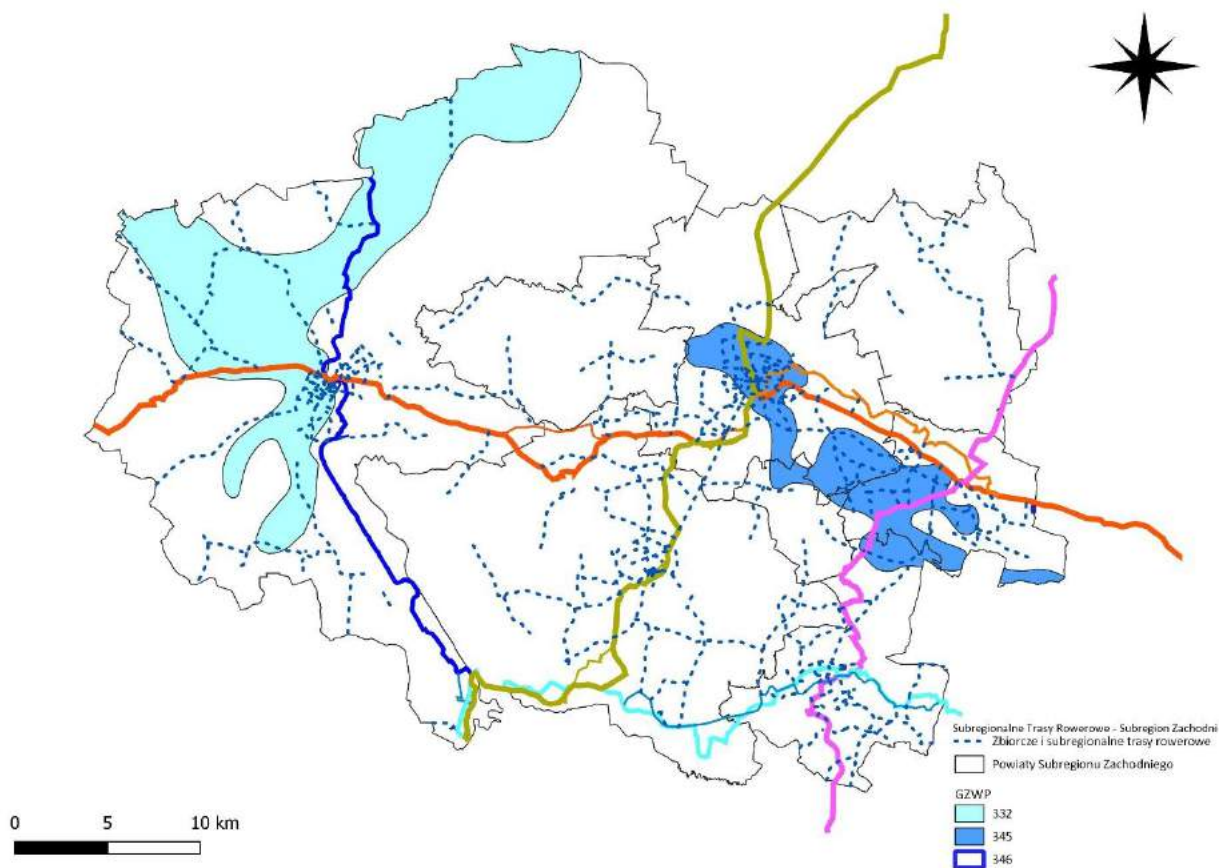 Subregionalne Trasy Rowerowe - Subregion Zachodni
Zbiorcze i subregionalne trasy rowerowe
Powiaty Subregionu Zachodniego
GZWP
332
345
346
0 5 10 km